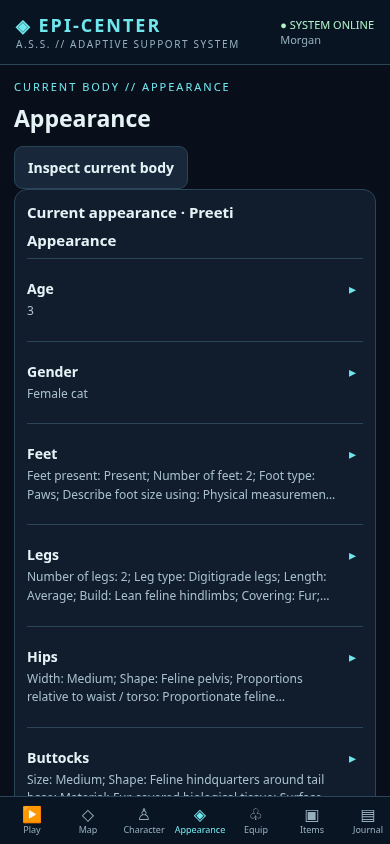 ◈ EPI-CENTER
A.S.S. // ADAPTIVE SUPPORT SYSTEM
● SYSTEM ONLINE
Morgan
CURRENT BODY // APPEARANCE
Appearance
Inspect current body
Current appearance · Preeti
Appearance
Age
3
Gender
Female cat
Feet
Feet present: Present; Number of feet: 2; Foot type:
Paws; Describe foot size using: Physical measuremen...
Legs
Number of legs: 2; Leg type: Digitigrade legs; Length:
Average; Build: Lean feline hindlimbs; Covering: Fur;...
Hips
Width: Medium; Shape: Feline pelvis; Proportions
relative to waist / torso: Proportionate feline...
Buttocks
Size: Medium; Shape: Feline hindquarters around tail
Play
Map
Character
Appearance
Equip
Items
Journal